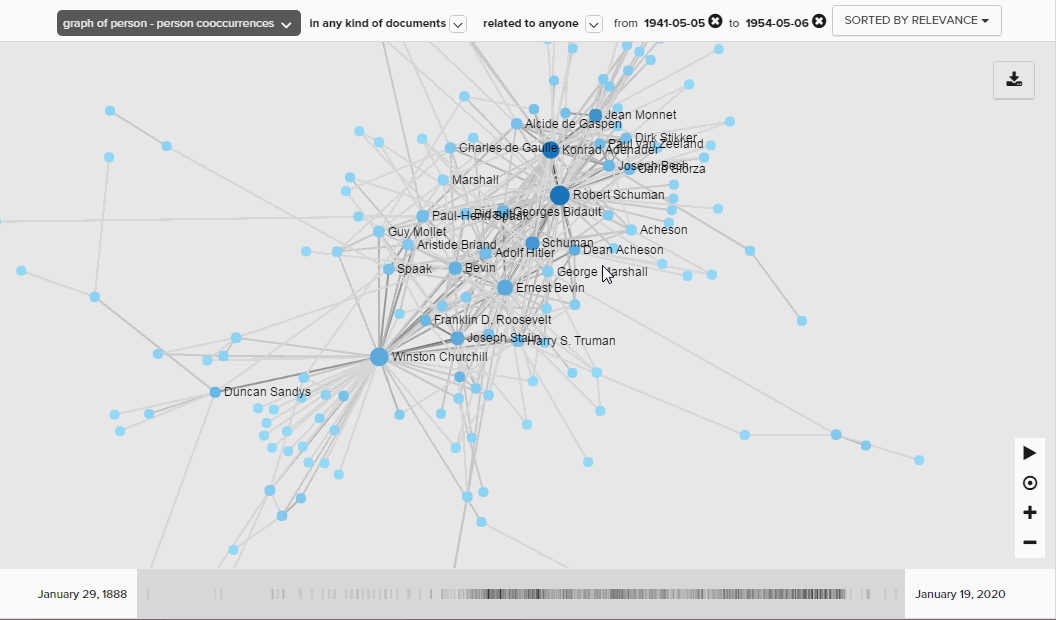 graph of person - person cooccurrences in any kind of documents related to anyone from 1941-05-05 to 1954-05-06 SORTED BY RELEVANCE
Jean Monnet
Alcide de Gasperi
Dirk Stikker
Paul van Zeeland
Charles de Gaulle
Konrad Adenauer
Joseph Bech
Carlo Sforza
Marshall
Robert Schuman
Bidault
Georges Bidault
Paul-Henri Spaak
Guy Mollet
Acheson
Aristide Briand
Schuman
Adolf Hitler
Dean Acheson
Spaak
Bevin
George Marshall
Ernest Bevin
Franklin D. Roosevelt
Joseph Stalin
Harry S. Truman
Winston Churchill
Duncan Sandys
January 29, 1888
January 19, 2020